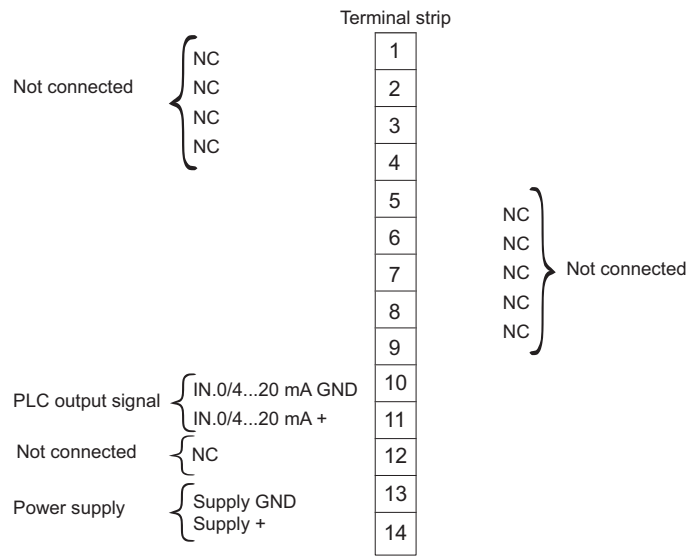 Terminal strip
1
NC
Not connected
NC
2
NC
3
NC
4
5
NC
6
NC
7
NC
Not connected
8
NC
NC
9
IN.0/4...20 mA GND
10
PLC output signal
IN.0/4...20 mA +
11
Not connected
NC
12
Supply GND
13
Power supply
Supply +
14